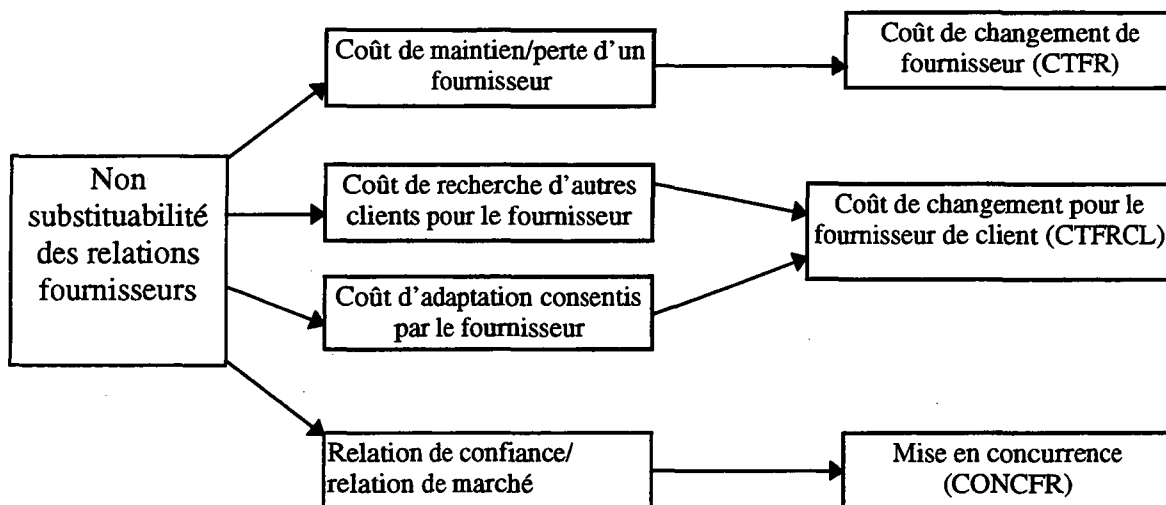 Non
substituabilité
des relations
fournisseurs
Coût de maintien/perte d'un
fournisseur
Coût de recherche d'autres
clients pour le fournisseur
Coût d'adaptation consentis
par le fournisseur
Relation de confiance/
relation de marché
Coût de changement de
fournisseur (CTFR)
Coût de changement pour le
fournisseur de client (CTFRCL)
Mise en concurrence
(CONCFR)